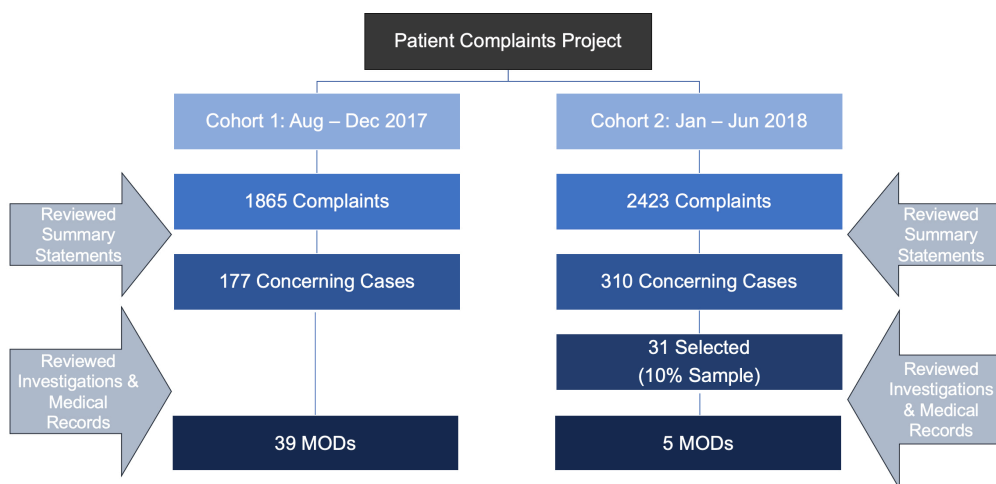 Patient Complaints Project
Cohort 1: Aug – Dec 2017
Cohort 2: Jan – Jun 2018
1865 Complaints
2423 Complaints
Reviewed
Summary
Statements
Reviewed
Summary
Statements
177 Concerning Cases
310 Concerning Cases
31 Selected
(10% Sample)
Reviewed
Investigations &
Medical
Records
Reviewed
Investigations
& Medical
Records
39 MODs
5 MODs